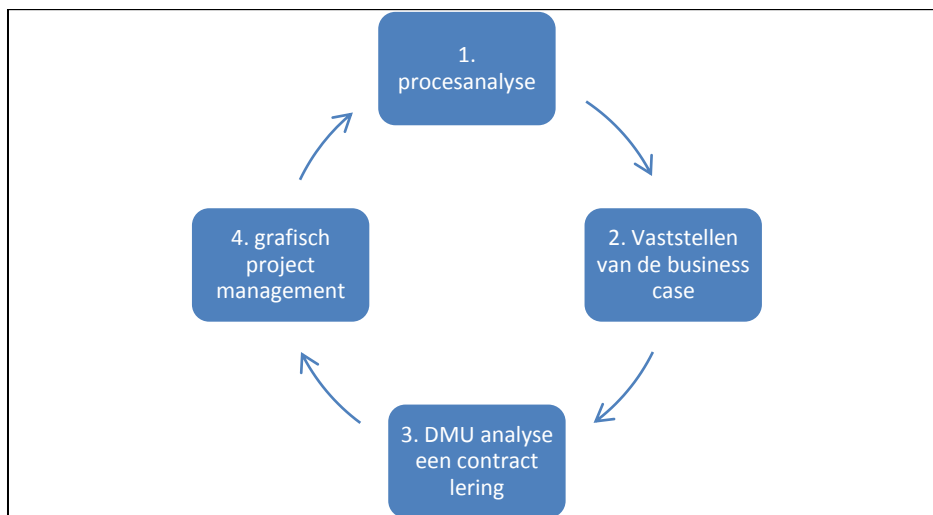 1.
procesanalyse
2. Vaststellen
van de business
case
3. DMU analyse
een contract
lering
4. grafisch
project
management